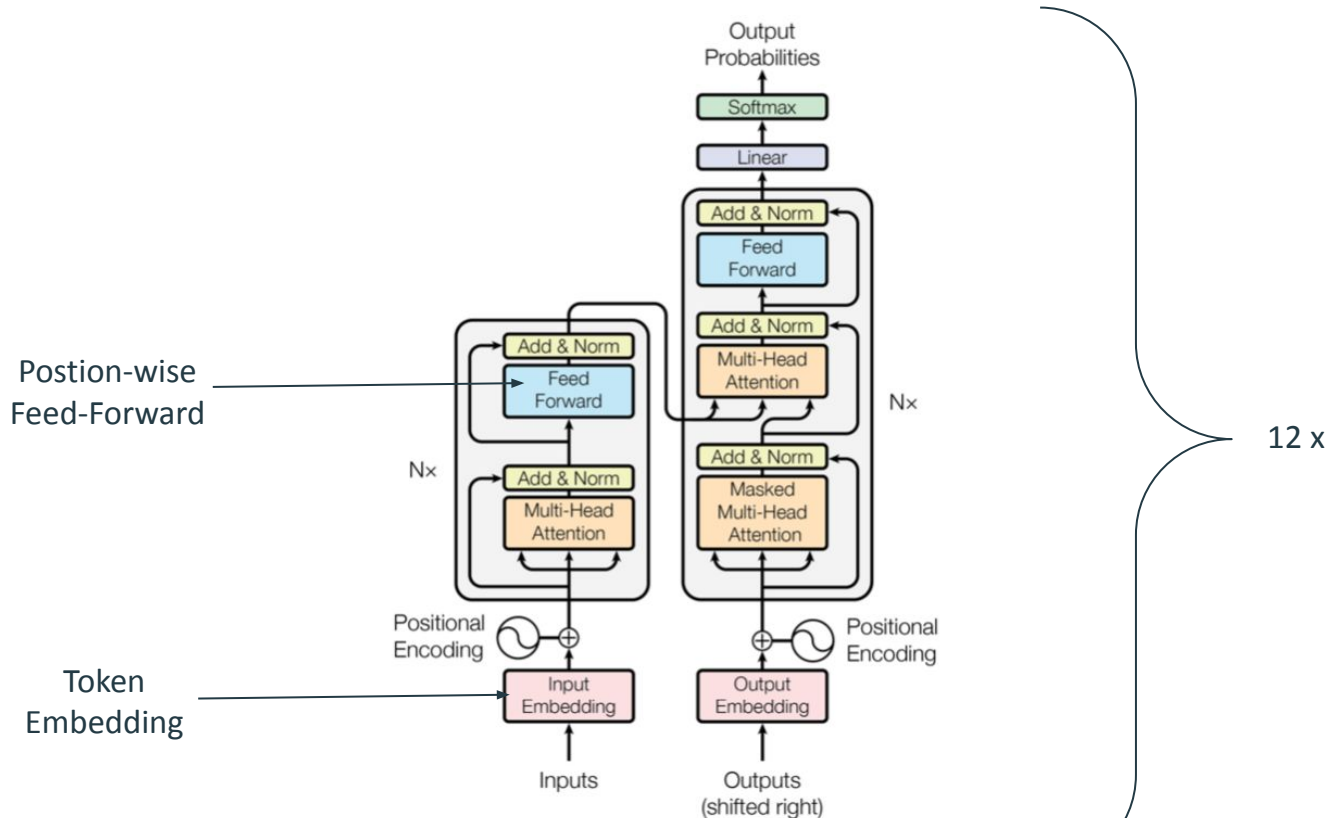 Output
Probabilities
Softmax
Linear
Add & Norm
Feed
Forward
Add & Norm
Multi-Head
Attention
Nx
Add & Norm
Masked
Multi-Head
Attention
Positional
Encoding
Output
Embedding
Outputs
(shifted right)
Add & Norm
Feed
Forward
Nx
Add & Norm
Multi-Head
Attention
Positional
Encoding
Input
Embedding
Inputs
Postion-wise
Feed-Forward
Token
Embedding
12 x